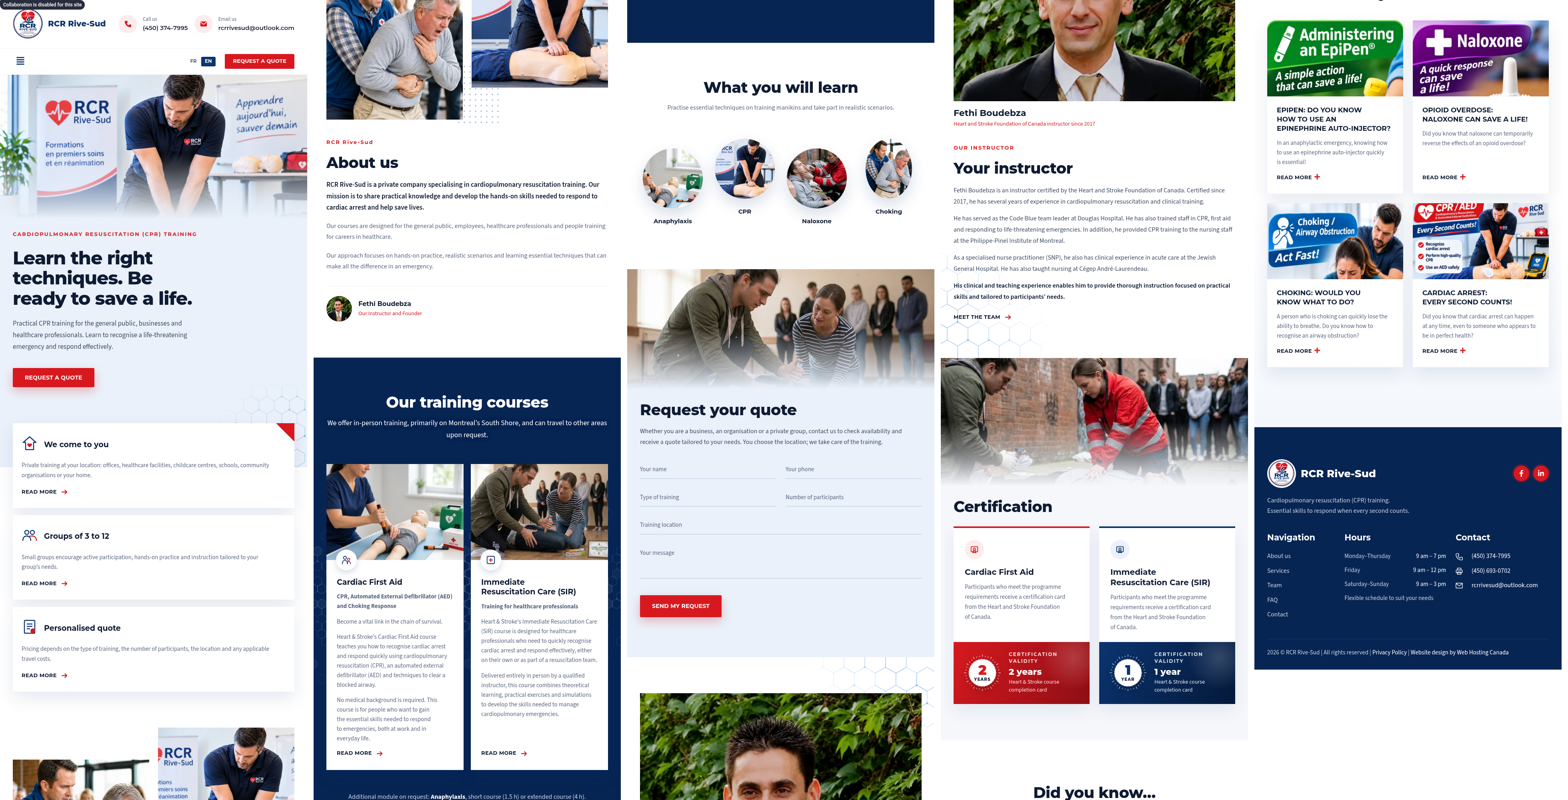 Collaboration is disabled for this site
RCR Rive-Sud
Call us
(450) 374-7995
Email us
rcrrivesud@outlook.com
FR
EN
REQUEST A QUOTE
RCR
Rive-Sud
Formations
en premiers soins
et en réanimation
RCR
Apprendre
aujourd'hui,
sauver demain
CARDIOPULMONARY RESUSCITATION (CPR) TRAINING
Learn the right
techniques. Be
ready to save a life.
Practical CPR training for the general public, businesses and
healthcare professionals. Learn to recognise a life-threatening
emergency and respond effectively.
REQUEST A QUOTE
We come to you
Private training at your location: offices, healthcare facilities, childcare centres, schools, community
organisations or your home.
READ MORE
Groups of 3 to 12
Small groups encourage active participation, hands-on practice and instruction tailored to your
group's needs.
READ MORE
Personalised quote
Pricing depends on the type of training, the number of participants, the location and any applicable
travel costs.
READ MORE
RCR
Rive-Sud
RCR Rive-Sud
About us
RCR Rive-Sud is a private company specialising in cardiopulmonary resuscitation training. Our
mission is to share practical knowledge and develop the hands-on skills needed to respond to
cardiac arrest and help save lives.
Our courses are designed for the general public, employees, healthcare professionals and people training
for careers in healthcare.
Our approach focuses on hands-on practice, realistic scenarios and learning essential techniques that can
make all the difference in an emergency.
Fethi Boudebza
Our Instructor and Founder
Our training courses
We offer in-person training, primarily on Montreal's South Shore, and can travel to other areas
upon request.
Cardiac First Aid
CPR, Automated External Defibrillator (AED)
and Choking Response
Become a vital link in the chain of survival.
Heart & Stroke's Cardiac First Aid course
teaches you how to recognise cardiac arrest
and respond quickly using cardiopulmonary
resuscitation (CPR), an automated external
defibrillator (AED) and techniques to clear a
blocked airway.
No medical background is required. This
course is for people who want to gain
the essential skills needed to respond
to emergencies, both at work and in
everyday life.
READ MORE
Immediate
Resuscitation Care (SIR)
Training for healthcare professionals
Heart & Stroke's Immediate Resuscitation Care
(SIR) course is designed for healthcare
professionals who need to quickly recognise
cardiac arrest and respond effectively, either
on their own or as part of a resuscitation team.
Delivered entirely in person by a qualified
instructor, this course combines theoretical
learning, practical exercises and simulations
to develop the skills needed to manage
cardiopulmonary emergencies.
READ MORE
Additional module on request: Anaphylaxis, short course (1.5 h) or extended course (4 h).
What you will learn
Practise essential techniques on training manikins and take part in realistic scenarios.
Anaphylaxis
CPR
Naloxone
Choking
Request your quote
Whether you are a business, an organisation or a private group, contact us to check availability and
receive a quote tailored to your needs. You choose the location; we take care of the training.
Your name
Your phone
Type of training
Number of participants
Training location
Your message
SEND MY REQUEST
Fethi Boudebza
Heart and Stroke Foundation of Canada instructor since 2017
OUR INSTRUCTOR
Your instructor
Fethi Boudebza is an instructor certified by the Heart and Stroke Foundation of Canada. Certified since
2017, he has several years of experience in cardiopulmonary resuscitation and clinical training.
He has served as the Code Blue team leader at Douglas Hospital. He has also trained staff in CPR, first aid
and responding to life-threatening emergencies. In addition, he provided CPR training to the nursing staff
at the Philippe-Pinel Institute of Montreal.
As a specialised nurse practitioner (SNP), he also has clinical experience in acute care at the Jewish
General Hospital. He has also taught nursing at Cégep André-Laurendeau.
His clinical and teaching experience enables him to provide thorough instruction focused on practical
skills and tailored to participants' needs.
MEET THE TEAM
Certification
Cardiac First Aid
Participants who meet the programme
requirements receive a certification card
from the Heart and Stroke Foundation
of Canada.
2
YEARS
CERTIFICATION
VALIDITY
2 years
Heart & Stroke course
completion card
Immediate
Resuscitation Care (SIR)
Participants who meet the programme
requirements receive a certification card
from the Heart and Stroke Foundation
of Canada.
1
YEAR
CERTIFICATION
VALIDITY
1 year
Heart & Stroke course
completion card
Did you know...
Administering
an EpiPen®
A simple action
that can save a life!
EPIPEN: DO YOU KNOW
HOW TO USE AN
EPINEPHRINE AUTO-INJECTOR?
In an anaphylactic emergency, knowing how
to use an epinephrine auto-injector quickly
is essential!
READ MORE
Naloxone
A quick response
can save
a life!
OPIOID OVERDOSE:
NALOXONE CAN SAVE A LIFE!
Did you know that naloxone can temporarily
reverse the effects of an opioid overdose?
READ MORE
Choking /
Airway Obstruction
Act Fast!
CHOKING: WOULD YOU
KNOW WHAT TO DO?
A person who is choking can quickly lose the
ability to breathe. Do you know how to
recognise an airway obstruction?
READ MORE
CPR/AED
Every Second Counts!
Recognise
cardiac arrest
Perform high-quality
CPR
Use an AED safely
RCR
CARDIAC ARREST:
EVERY SECOND COUNTS!
Did you know that cardiac arrest can happen
at any time, even to someone who appears to
be in perfect health?
READ MORE
RCR Rive-Sud
Cardiopulmonary resuscitation (CPR) training.
Essential skills to respond when every second counts.
Navigation
About us
Services
Team
FAQ
Contact
Hours
Monday–Thursday 9 am – 7 pm
Friday 9 am – 12 pm
Saturday–Sunday 9 am – 3 pm
Flexible schedule to suit your needs
Contact
(450) 374-7995
(450) 693-0702
rcrrivesud@outlook.com
2026 © RCR Rive-Sud | All rights reserved | Privacy Policy | Website design by Web Hosting Canada